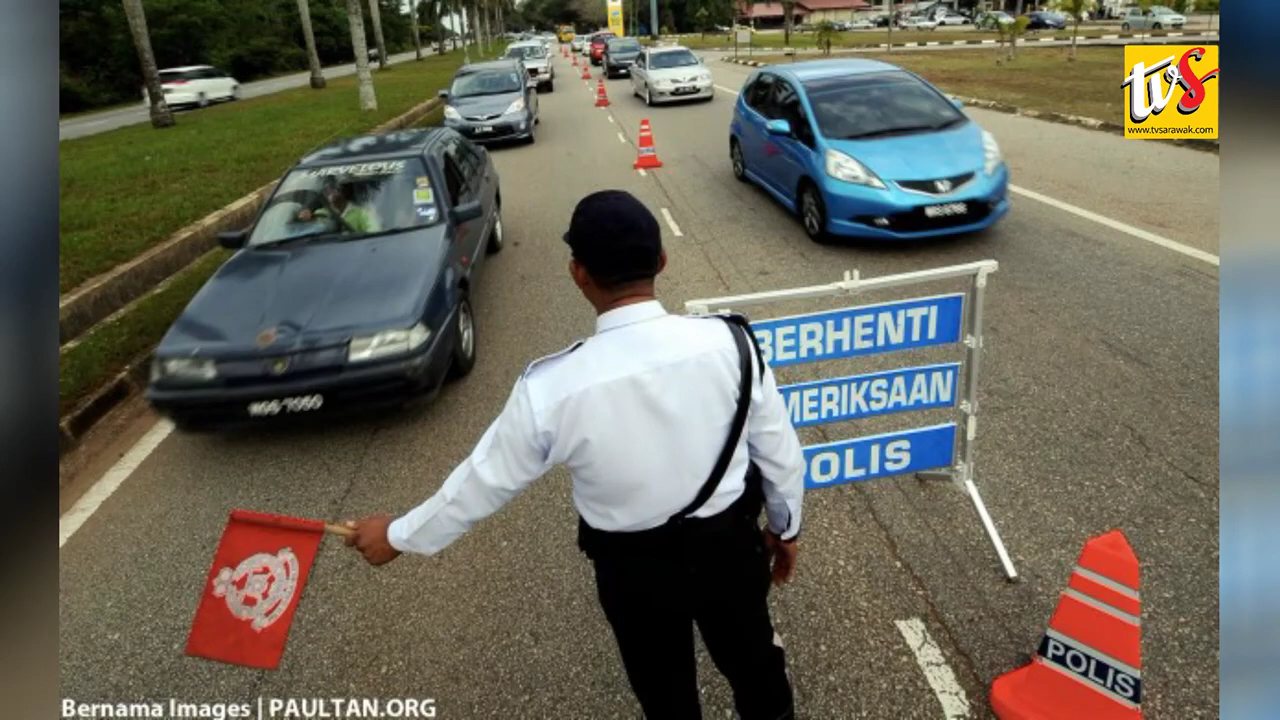 tvS
www.tvsarawak.com
BERHENTI
MERIKSAAN
POLIS
POLIS
Bernama Images | PAULTAN.ORG